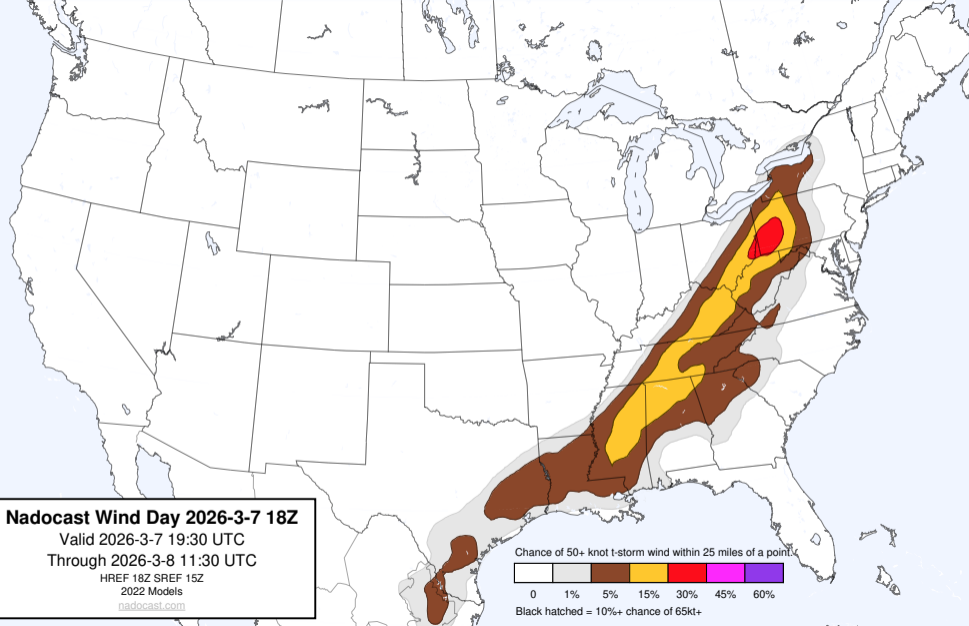 Nadocast Wind Day 2026-3-7 18Z
Valid 2026-3-7 19:30 UTC
Through 2026-3-8 11:30 UTC
HREF 18Z SREF 15Z
2022 Models
nadocast.com
Chance of 50+ knot t-storm wind within 25 miles of a point.
0 1% 5% 15% 30% 45% 60%
Black hatched = 10%+ chance of 65kt+